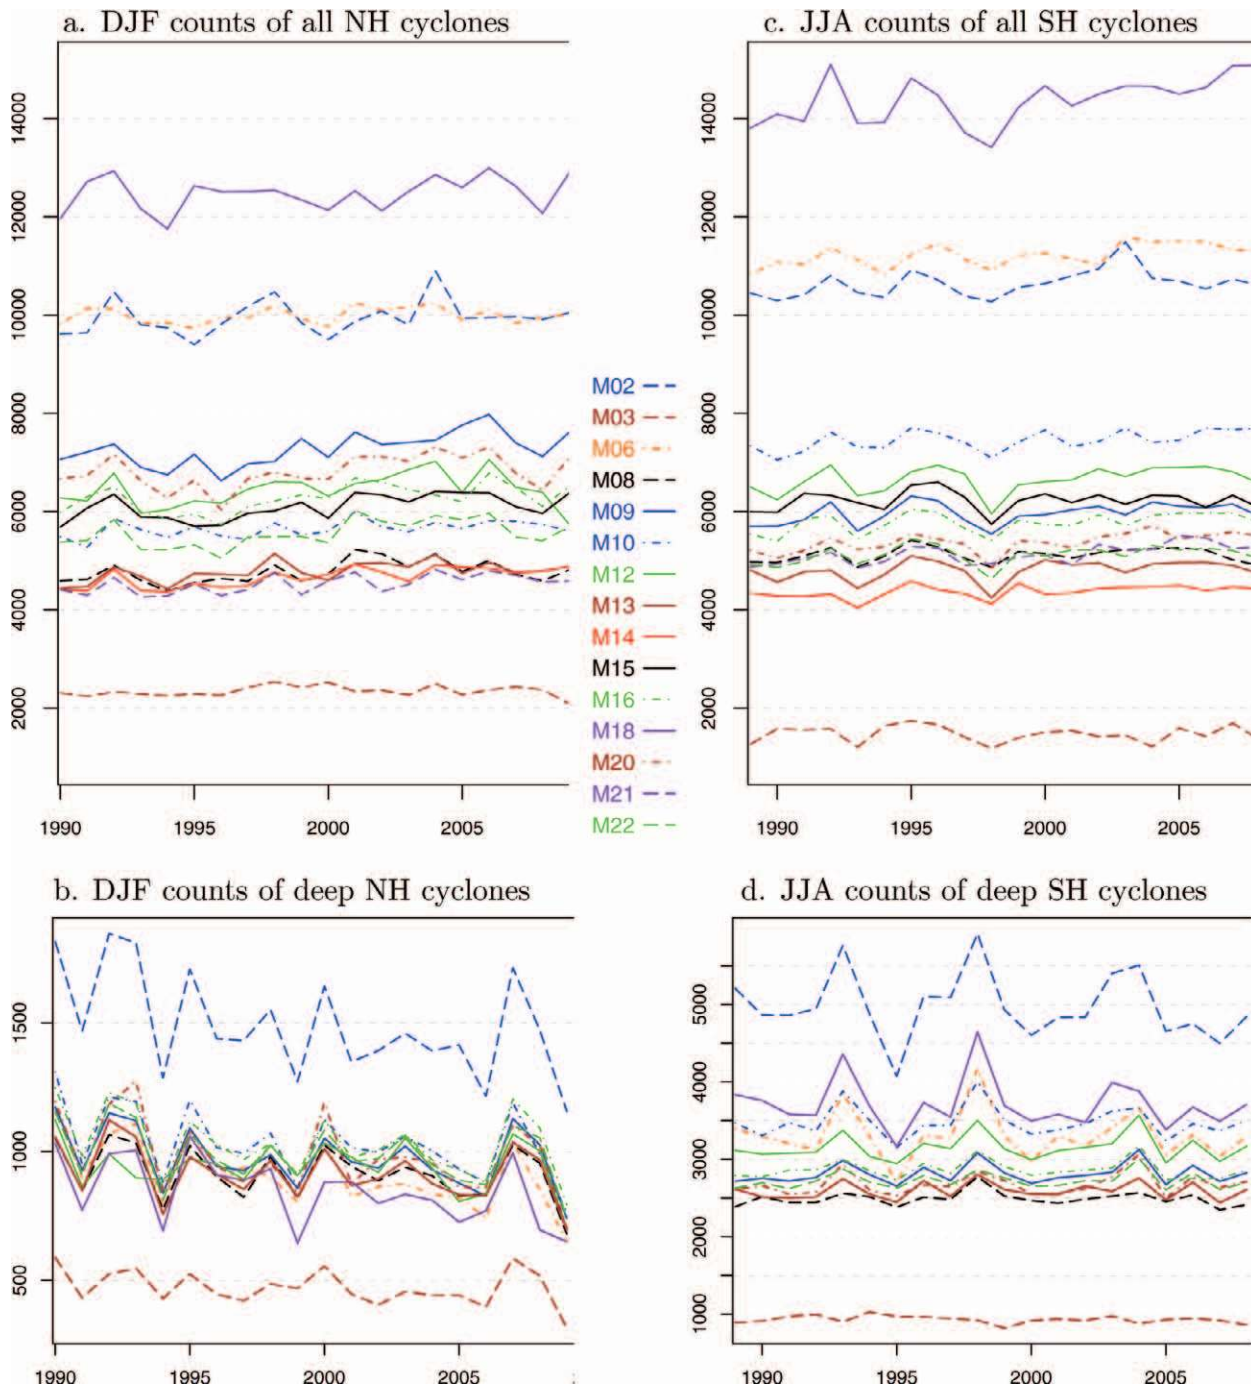 a. DJF counts of all NH cyclones
14000
12000
10000
8000
6000
4000
2000
1990
1995
2000
2005
M02
M03
M06
M08
M09
M10
M12
M13
M14
M15
M16
M18
M20
M21
M22
c. JJA counts of all SH cyclones
14000
12000
10000
8000
6000
4000
2000
1990
1995
2000
2005
b. DJF counts of deep NH cyclones
1500
1000
500
1990
1995
2000
2005
d. JJA counts of deep SH cyclones
5000
4000
3000
2000
1000
1990
1995
2000
2005